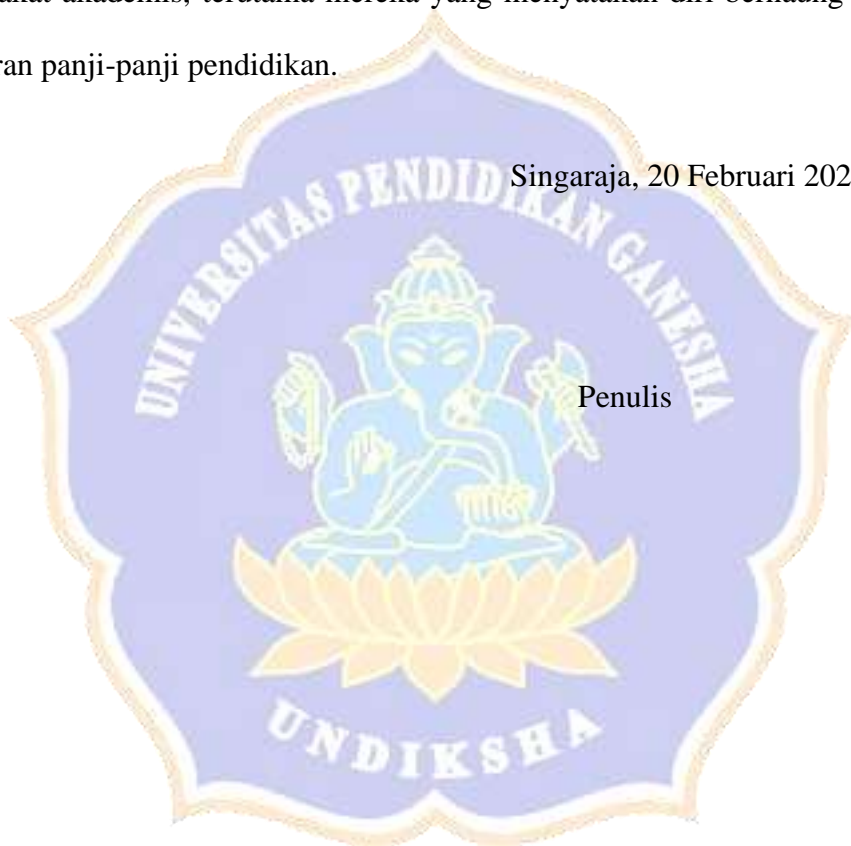 akat akademis, terutama mereka yang menyatakan diri bernaung
ran panji-panji pendidikan.
Singaraja, 20 Februari 202
UNIVERSITAS PENDIDIKAN GANESHA
Penulis
UNDIKSHA